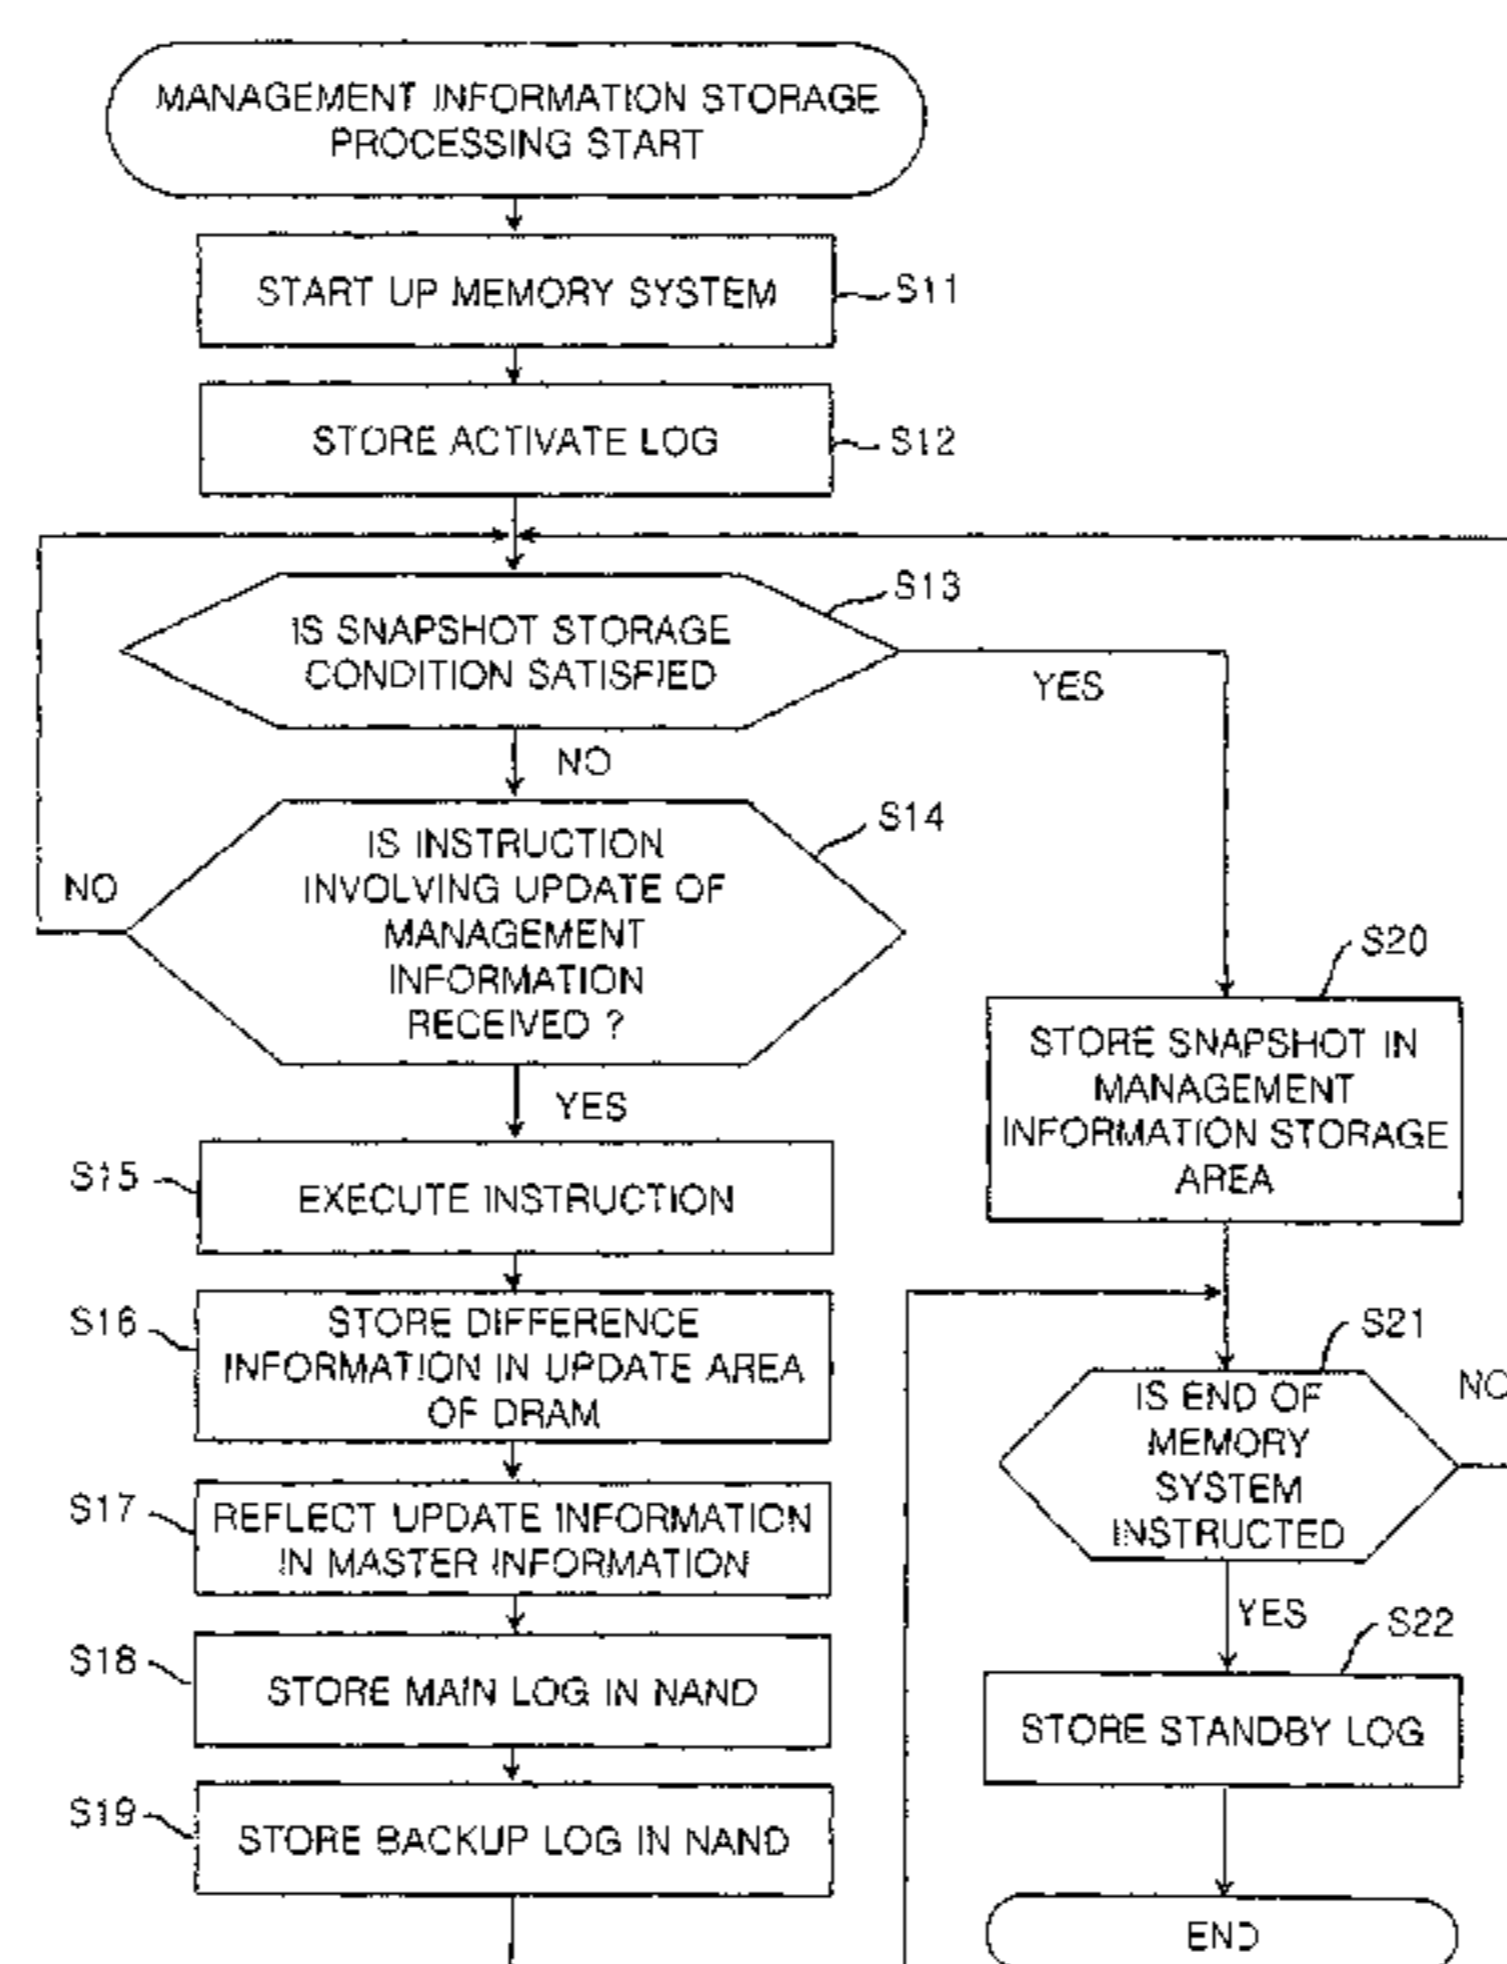 MANAGEMENT INFORMATION STORAGE
PROCESSING START
START UP MEMORY SYSTEM
S11
STORE ACTIVATE LOG
S12
S13
IS SNAPSHOT STORAGE
CONDITION SATISFIED
YES
NO
S14
IS INSTRUCTION
INVOLVING UPDATE OF
MANAGEMENT
INFORMATION
RECEIVED ?
NO
YES
S15
EXECUTE INSTRUCTION
S16
STORE DIFFERENCE
INFORMATION IN UPDATE AREA
OF DRAM
S17
REFLECT UPDATE INFORMATION
IN MASTER INFORMATION
S18
STORE MAIN LOG IN NAND
S19
STORE BACKUP LOG IN NAND
S20
STORE SNAPSHOT IN
MANAGEMENT
INFORMATION STORAGE
AREA
S21
IS END OF
MEMORY
SYSTEM
INSTRUCTED
NO
YES
S22
STORE STANDBY LOG
END